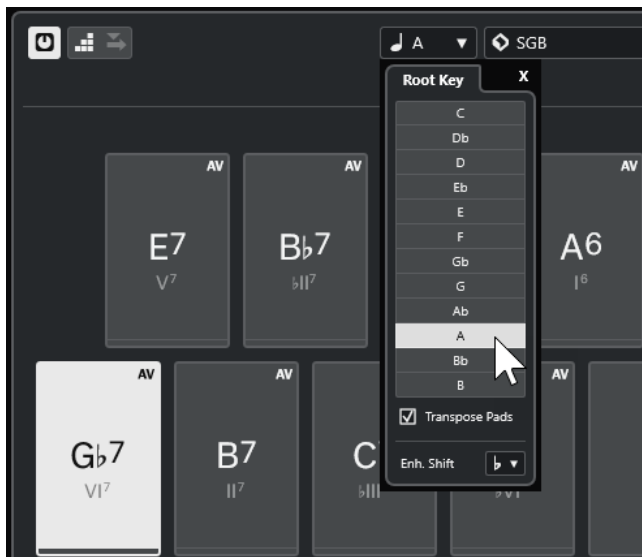 A
SGB
Root Key
X
C
Db
D
Eb
E
F
Gb
G
Ab
A
Bb
B
Transpose Pads
Enh. Shift ♭
AV
E7
V7
AV
B♭7
♭II7
AV
A6
I6
AV
G♭7
VI7
AV
B7
II7
C
♭III
AV
♭VI